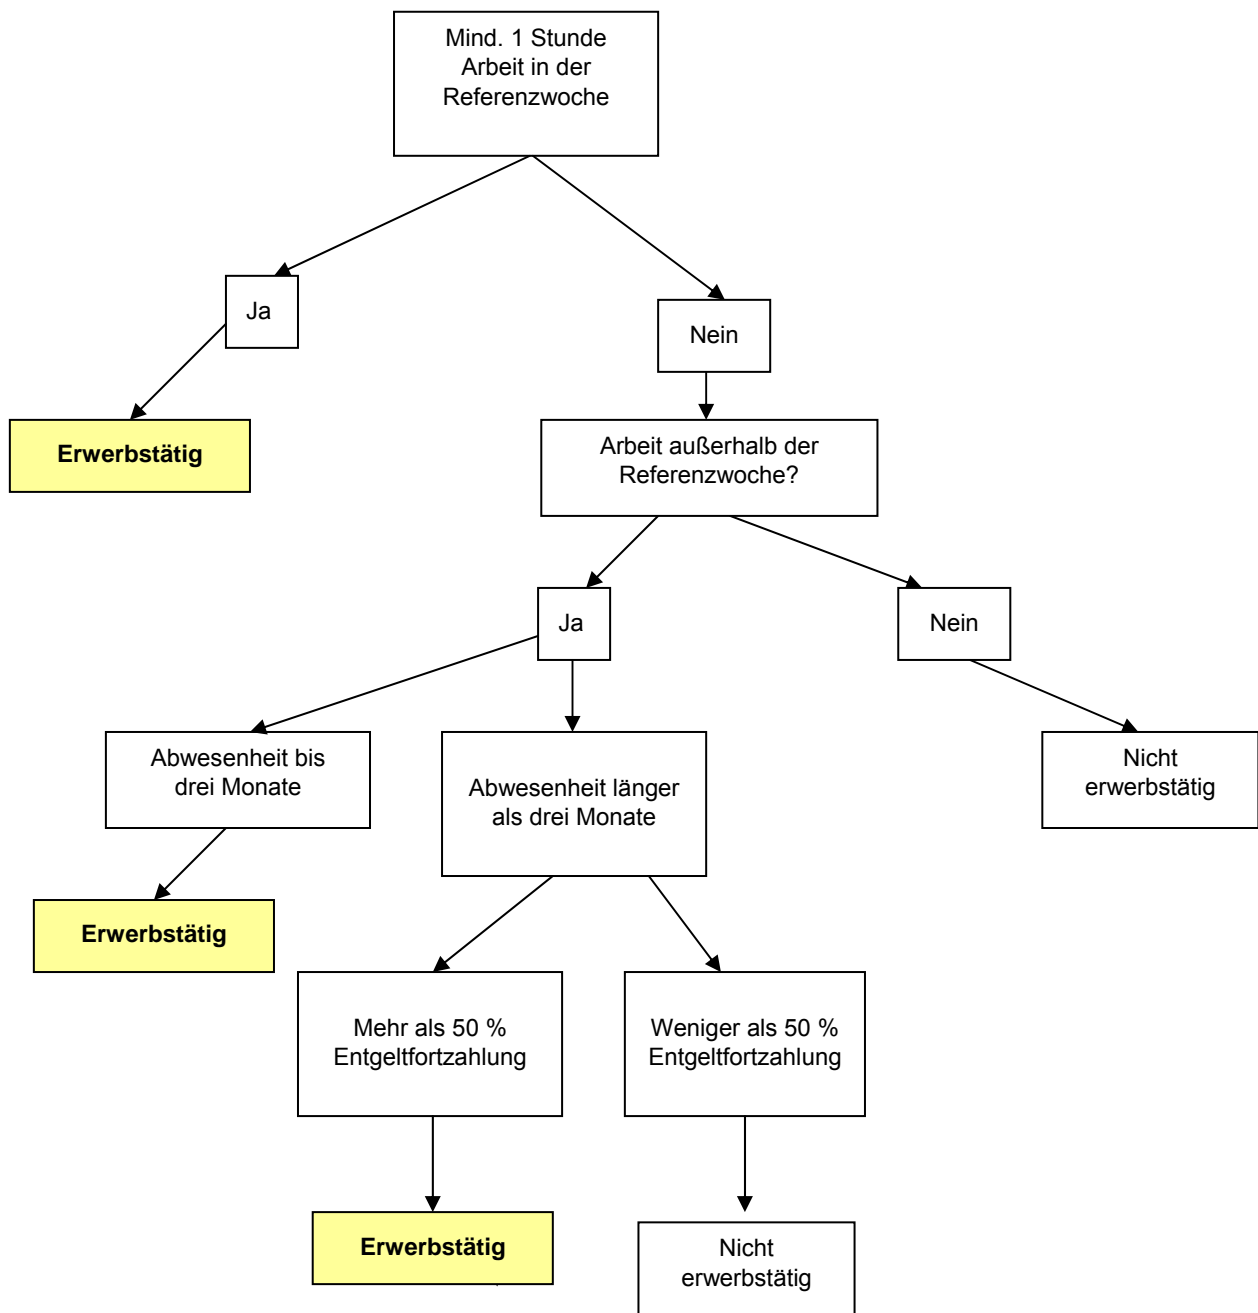 Mind. 1 Stunde
Arbeit in der
Referenzwoche
Ja
Nein
Erwerbstätig
Arbeit außerhalb der
Referenzwoche?
Ja
Nein
Abwesenheit bis
drei Monate
Abwesenheit länger
als drei Monate
Nicht
erwerbstätig
Erwerbstätig
Mehr als 50 %
Entgeltfortzahlung
Weniger als 50 %
Entgeltfortzahlung
Erwerbstätig
Nicht
erwerbstätig